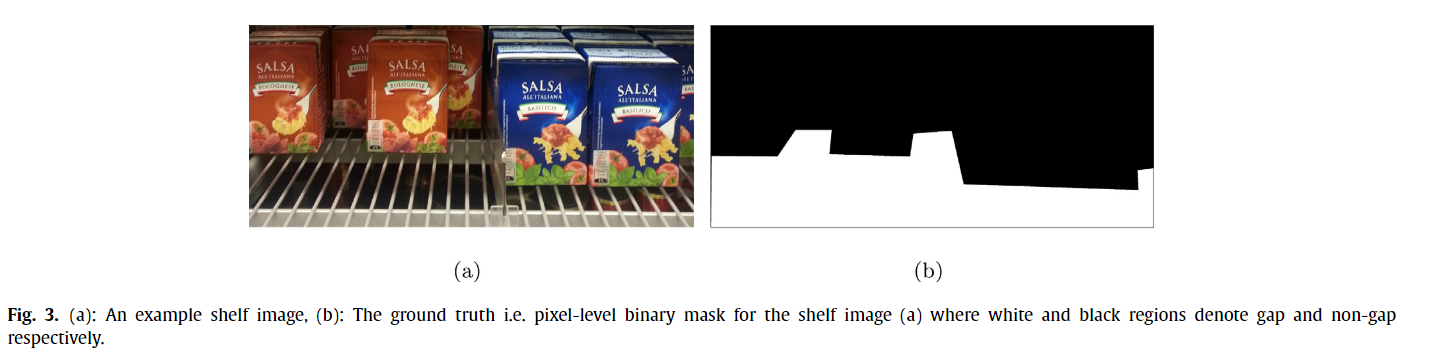 SALSA
ALL'ITALIANA
BOLOGNESE
SALSA
ALL'ITALIANA
BOLOGNESE
SALSA
ALL'ITALIANA
BASILICO
SALSA
ALL'ITALIANA
BASILICO
(a)
(b)
Fig. 3. (a): An example shelf image, (b): The ground truth i.e. pixel-level binary mask for the shelf image (a) where white and black regions denote gap and non-gap
respectively.